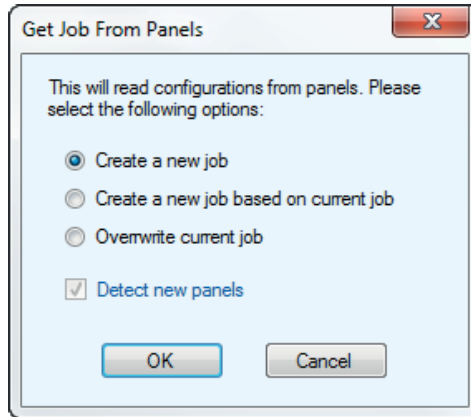 Get Job From Panels
This will read configurations from panels. Please
select the following options:
Create a new job
Create a new job based on current job
Overwrite current job
Detect new panels
OK
Cancel